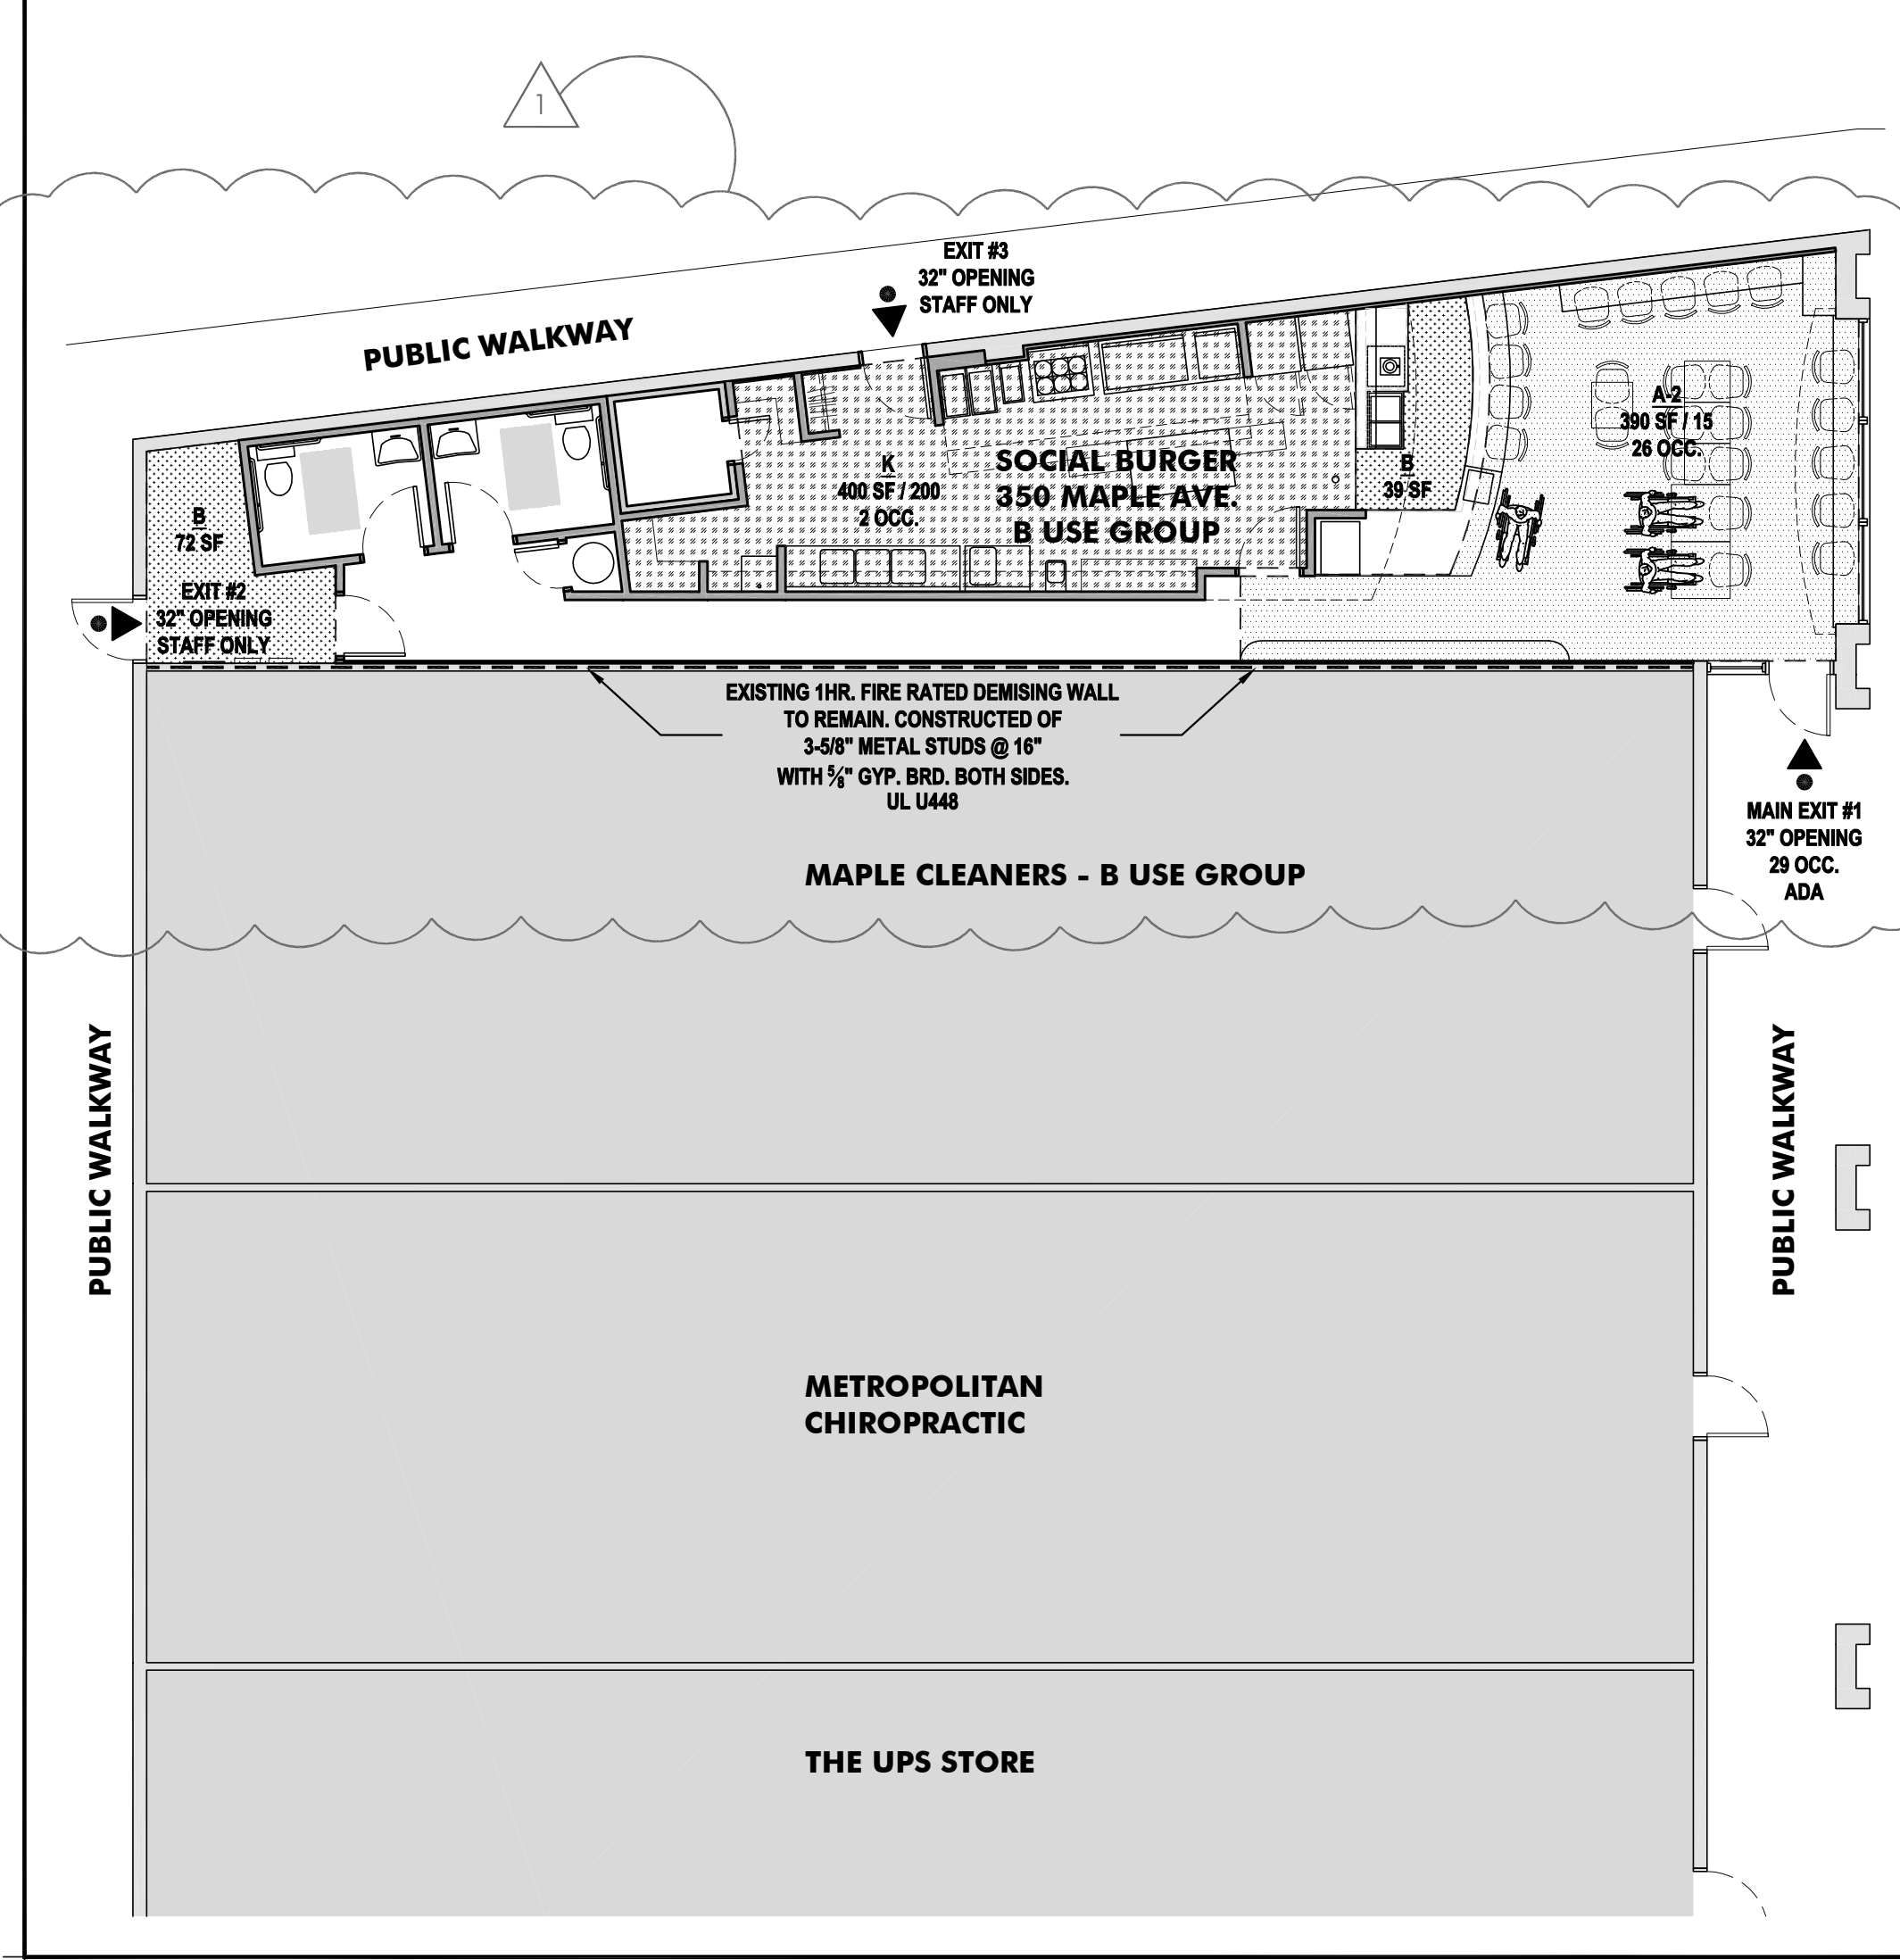 1
EXIT #3
32" OPENING
STAFF ONLY
PUBLIC WALKWAY
A-2
390 SF / 15
26 OCC.
K
400 SF / 200
2 OCC.
SOCIAL BURGER
350 MAPLE AVE.
B USE GROUP
B
39 SF
B
72 SF
EXIT #2
32" OPENING
STAFF ONLY
EXISTING 1HR. FIRE RATED DEMISING WALL
TO REMAIN. CONSTRUCTED OF
3-5/8" METAL STUDS @ 16"
WITH 5/8" GYP. BRD. BOTH SIDES.
UL U448
MAIN EXIT #1
32" OPENING
29 OCC.
ADA
MAPLE CLEANERS - B USE GROUP
PUBLIC WALKWAY
PUBLIC WALKWAY
METROPOLITAN
CHIROPRACTIC
THE UPS STORE